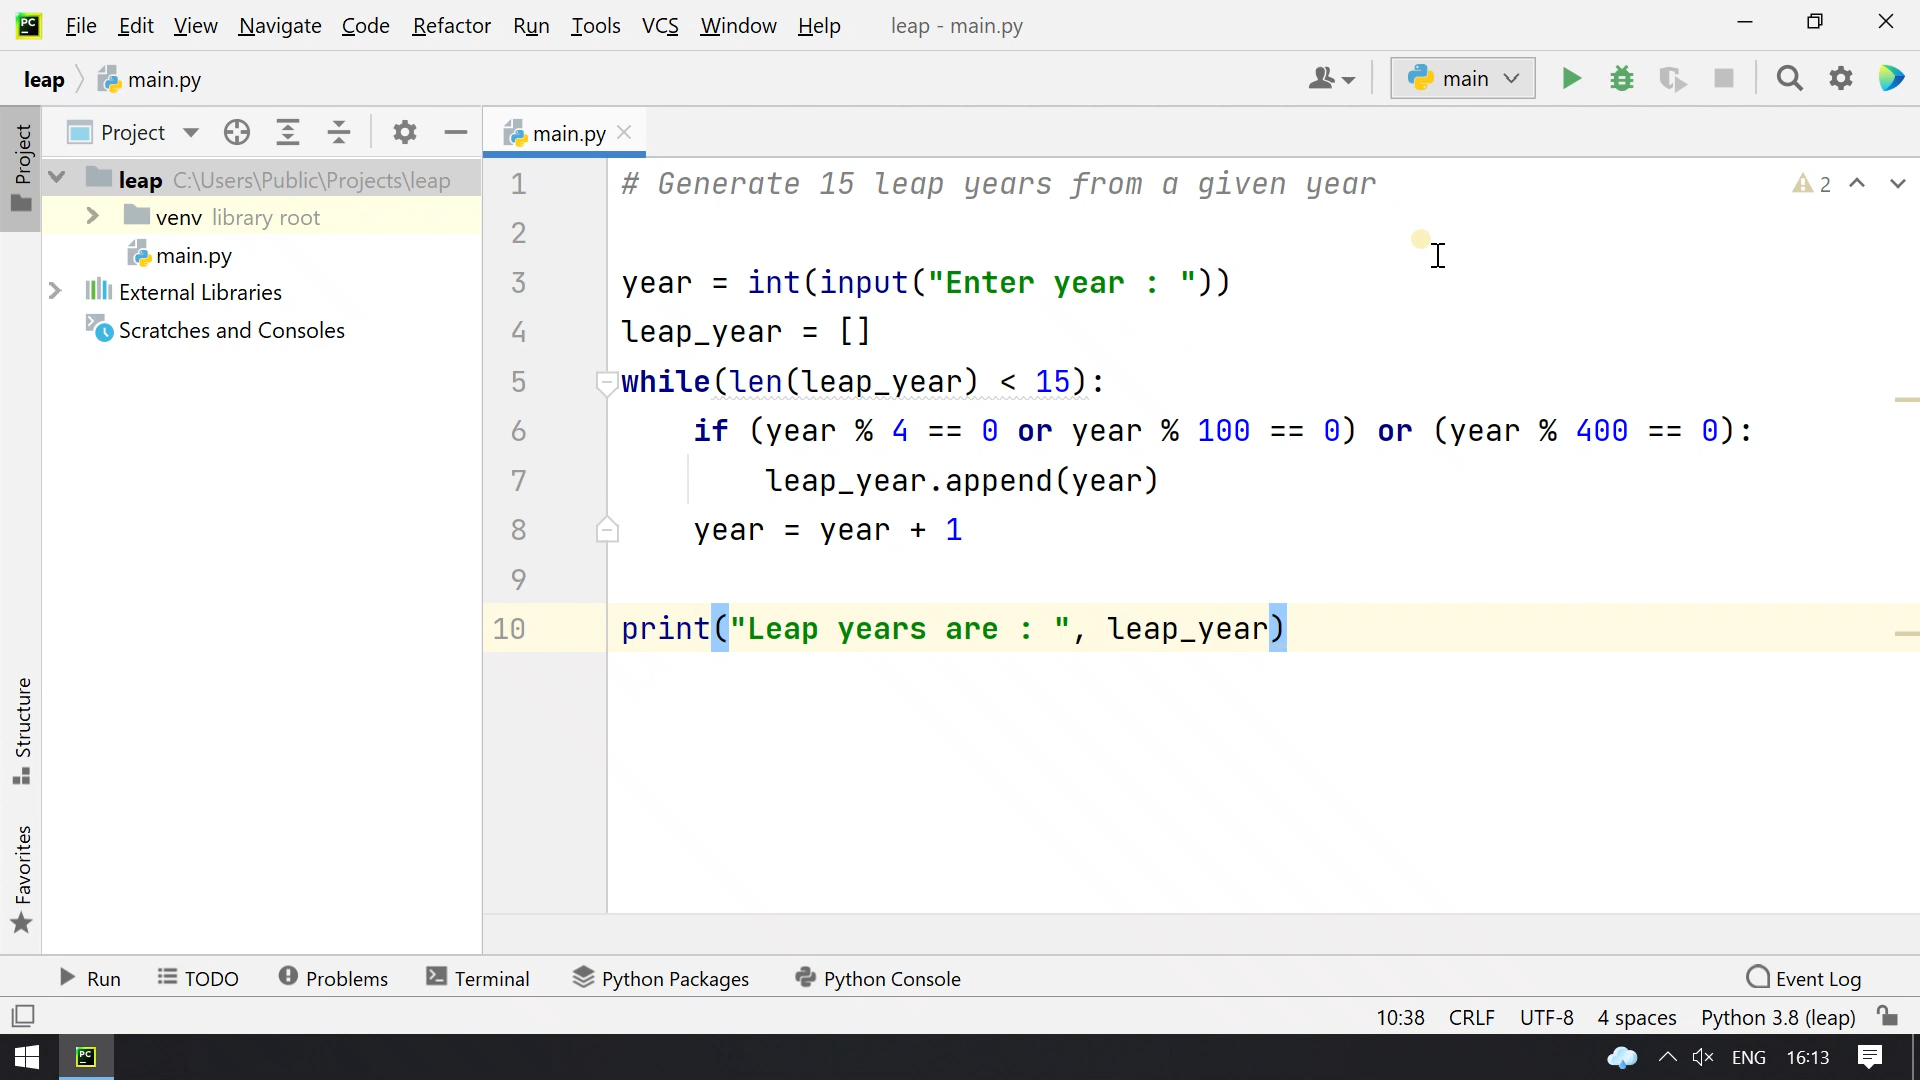 PC File Edit View Navigate Code Refactor Run Tools VCS Window Help leap - main.py
leap main.py main
Project
Project
main.py
leap C:\Users\Public\Projects\leap
venv library root
main.py
External Libraries
Scratches and Consoles
Structure
Favorites
1 # Generate 15 leap years from a given year
2
3 year = int(input("Enter year : "))
4 leap_year = []
5 while(len(leap_year) < 15):
6 if (year % 4 == 0 or year % 100 == 0) or (year % 400 == 0):
7 leap_year.append(year)
8 year = year + 1
9
10 print("Leap years are : ", leap_year)
2
Run TODO Problems Terminal Python Packages Python Console Event Log
10:38 CRLF UTF-8 4 spaces Python 3.8 (leap)
PC ENG 16:13